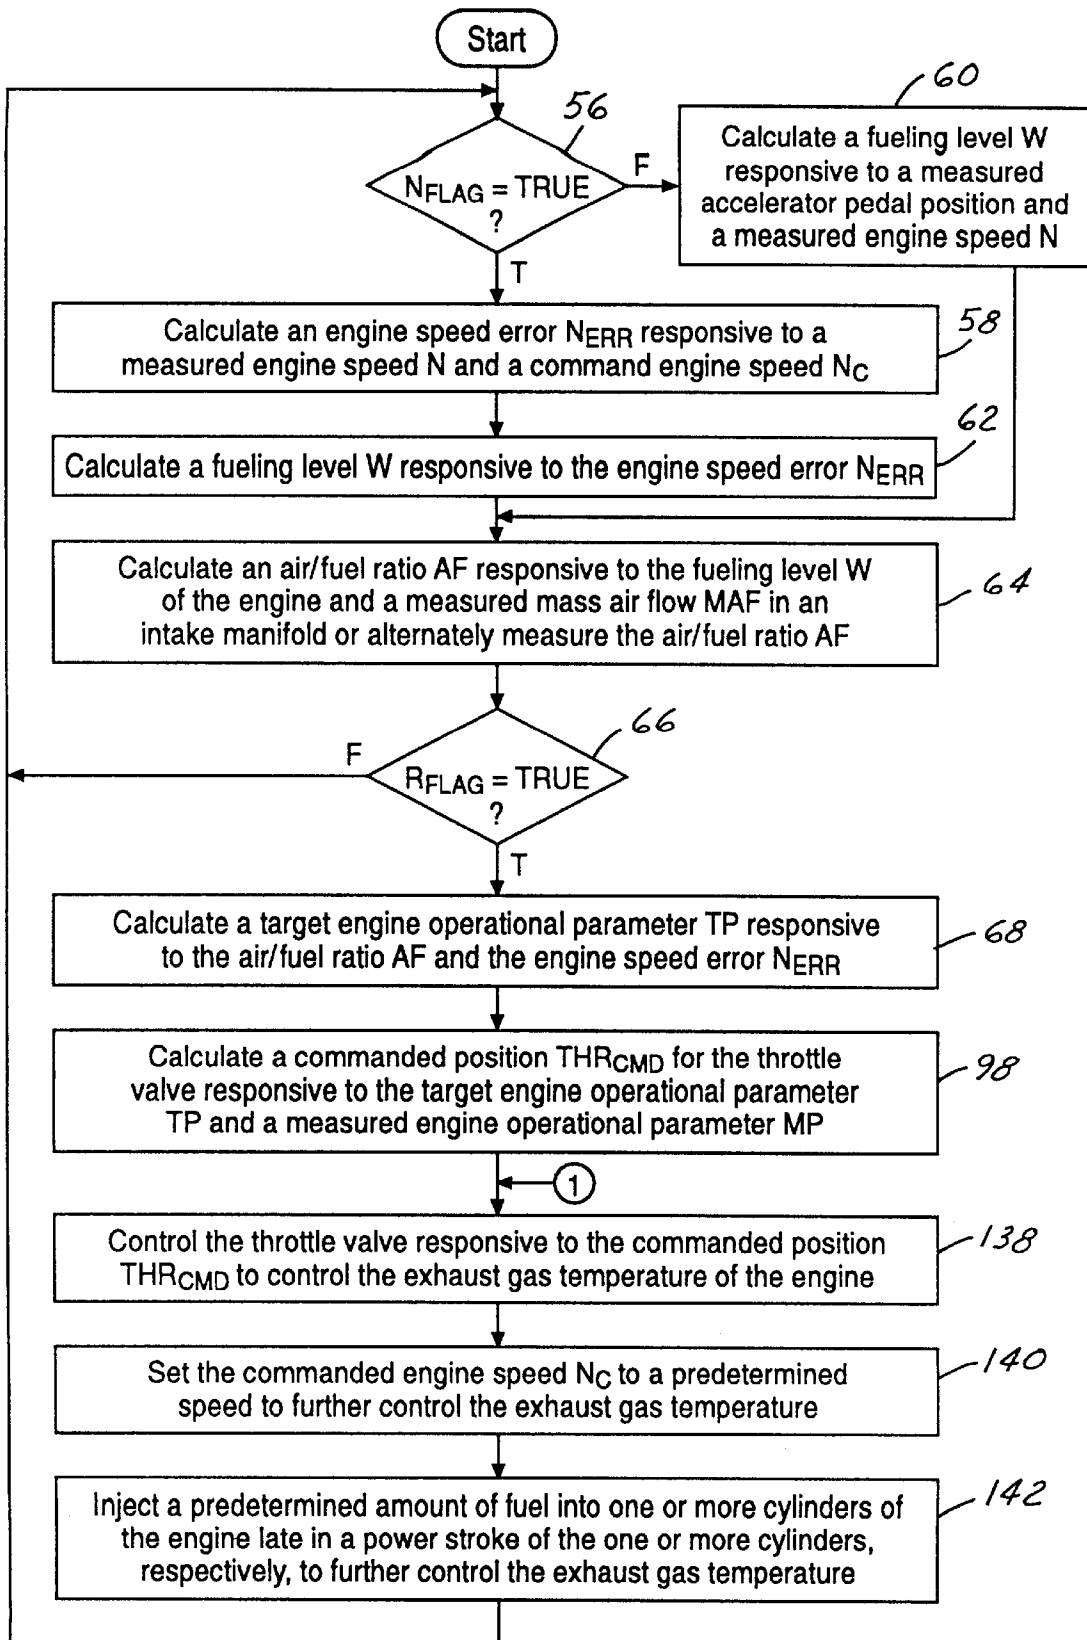 Start
56
N_FLAG = TRUE
?
F
T
60
Calculate a fueling level W
responsive to a measured
accelerator pedal position and
a measured engine speed N
Calculate an engine speed error N_ERR responsive to a
measured engine speed N and a command engine speed N_C
58
62
Calculate a fueling level W responsive to the engine speed error N_ERR
Calculate an air/fuel ratio AF responsive to the fueling level W
of the engine and a measured mass air flow MAF in an
intake manifold or alternately measure the air/fuel ratio AF
64
66
F
R_FLAG = TRUE
?
T
Calculate a target engine operational parameter TP responsive
to the air/fuel ratio AF and the engine speed error N_ERR
68
Calculate a commanded position THR_CMD for the throttle
valve responsive to the target engine operational parameter
TP and a measured engine operational parameter MP
98
1
Control the throttle valve responsive to the commanded position
THR_CMD to control the exhaust gas temperature of the engine
138
Set the commanded engine speed N_C to a predetermined
speed to further control the exhaust gas temperature
140
Inject a predetermined amount of fuel into one or more cylinders of
the engine late in a power stroke of the one or more cylinders,
respectively, to further control the exhaust gas temperature
142